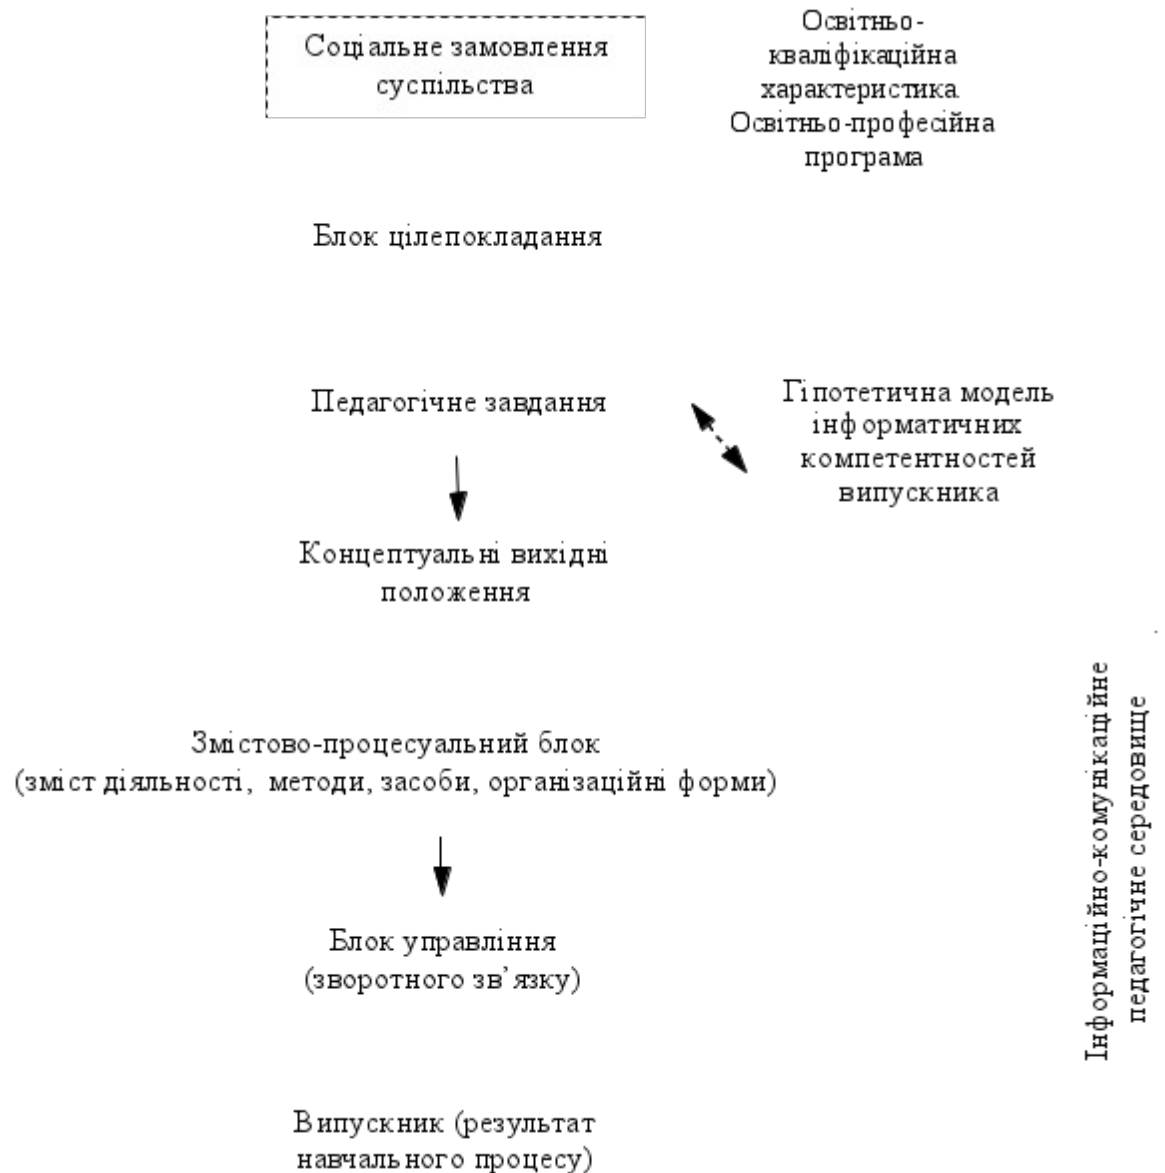 Соціальне замовлення
суспільства
Освітньо-
кваліфікаційна
характеристика.
Освітньо-професійна
програма
Блок цілепокладання
Педагогічне завдання
Гіпотетична модель
інформатичних
компетентностей
випускника
Концептуальні вихідні
положення
Змістово-процесуальний блок
(зміст діяльності, методи, засоби, організаційні форми)
Блок управління
(зворотного зв’язку)
Інформаційно-комунікаційне
педагогічне середовище
Випускник (результат
навчального процесу)